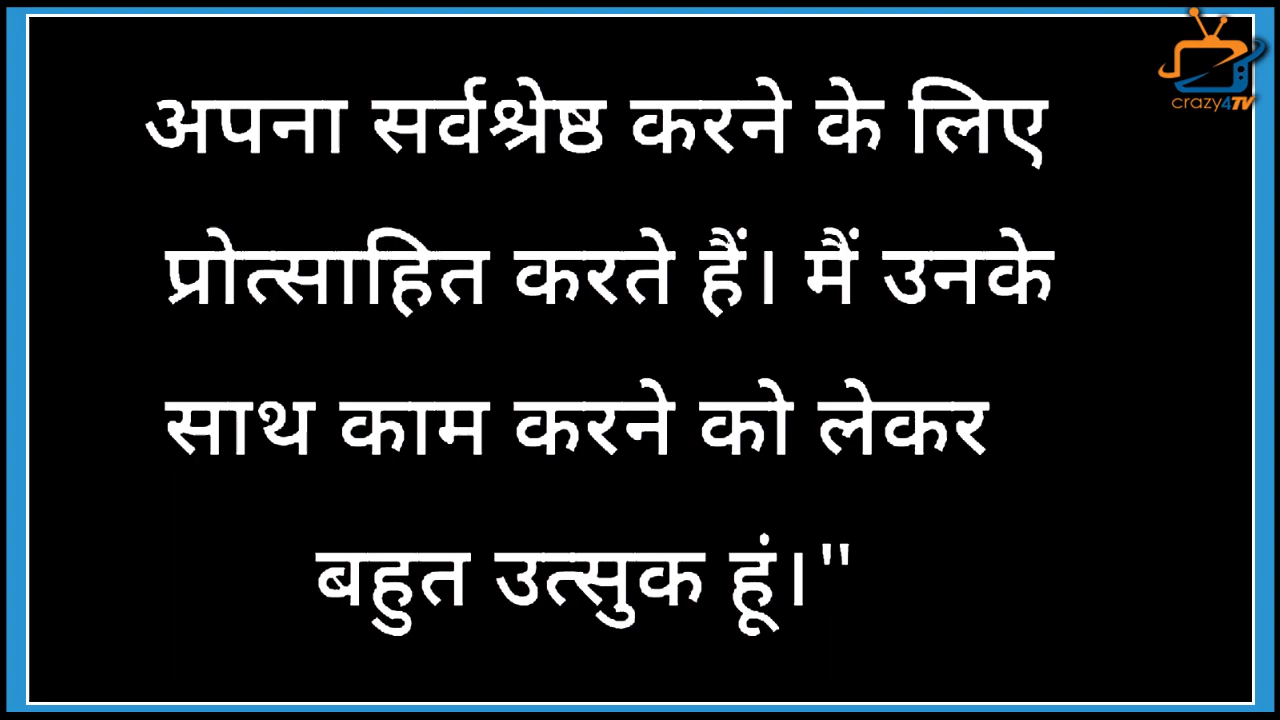 crazy4TV
अपना सर्वश्रेष्ठ करने के लिए
प्रोत्साहित करते हैं। मैं उनके
साथ काम करने को लेकर
बहुत उत्सुक हूं।"